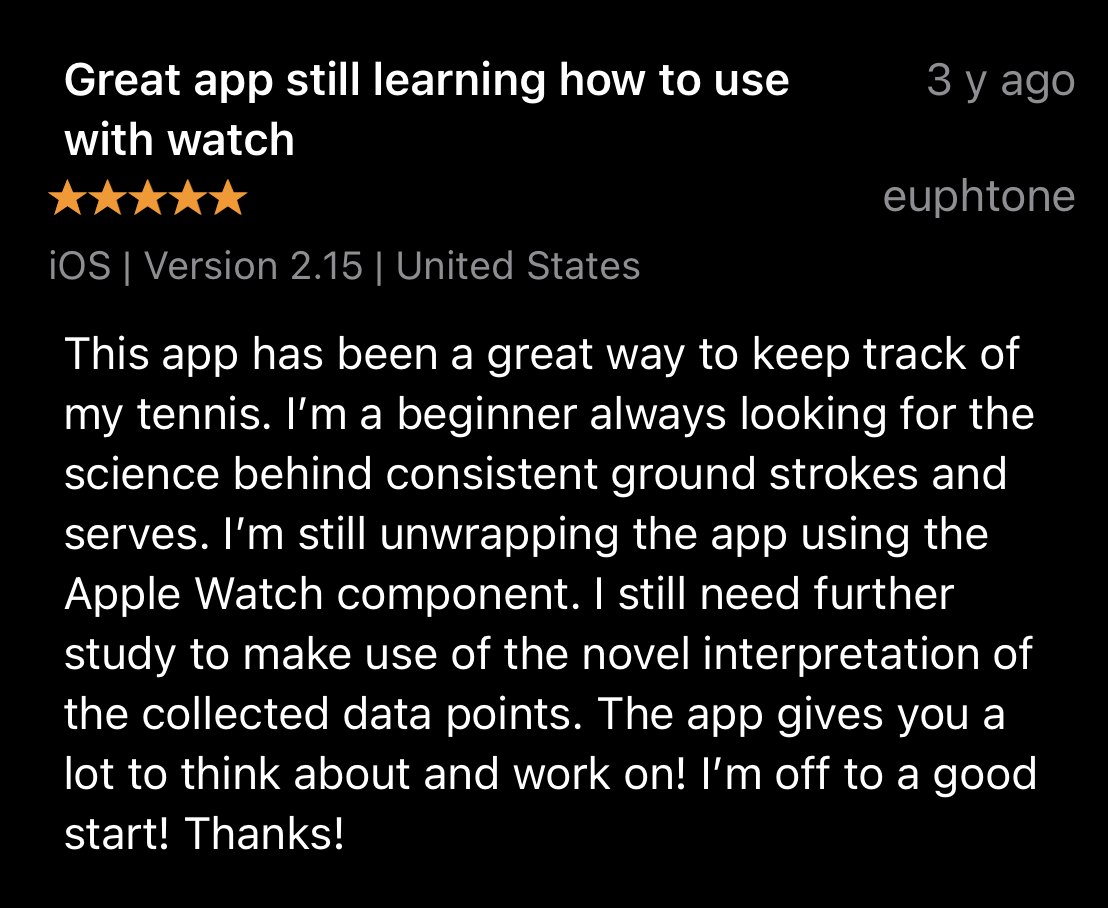 Great app still learning how to use
with watch
3 y ago
euphtone
iOS | Version 2.15 | United States
This app has been a great way to keep track of
my tennis. I’m a beginner always looking for the
science behind consistent ground strokes and
serves. I’m still unwrapping the app using the
Apple Watch component. I still need further
study to make use of the novel interpretation of
the collected data points. The app gives you a
lot to think about and work on! I’m off to a good
start! Thanks!